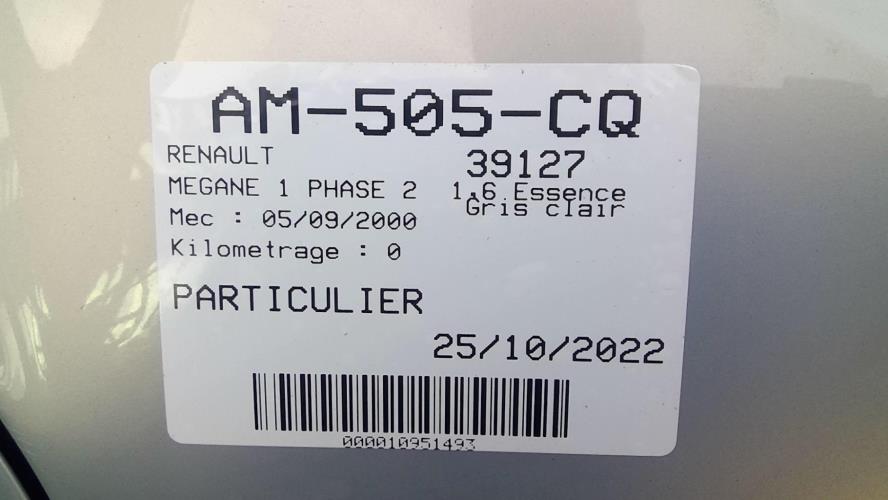 AM-505-CQ
RENAULT 39127
MEGANE 1 PHASE 2 1.6 Essence
Gris clair
Mec : 05/09/2000
Kilometrage : 0
PARTICULIER
25/10/2022
000010951493